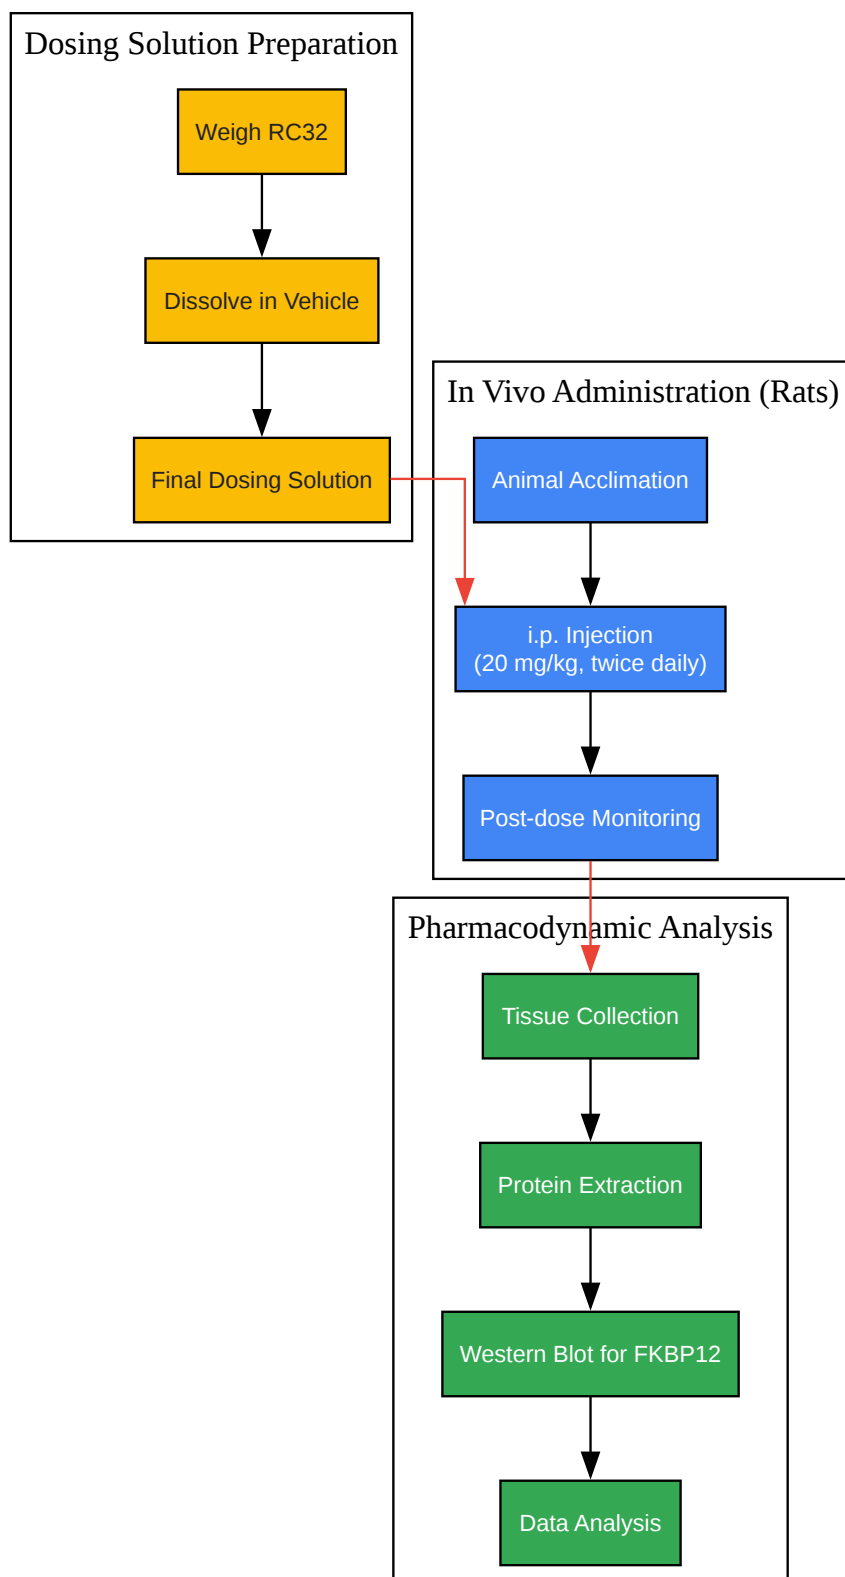 Dosing Solution Preparation
Weigh RC32
Dissolve in Vehicle
Final Dosing Solution
In Vivo Administration (Rats)
Animal Acclimation
i.p. Injection
(20 mg/kg, twice daily)
Post-dose Monitoring
Pharmacodynamic Analysis
Tissue Collection
Protein Extraction
Western Blot for FKBP12
Data Analysis